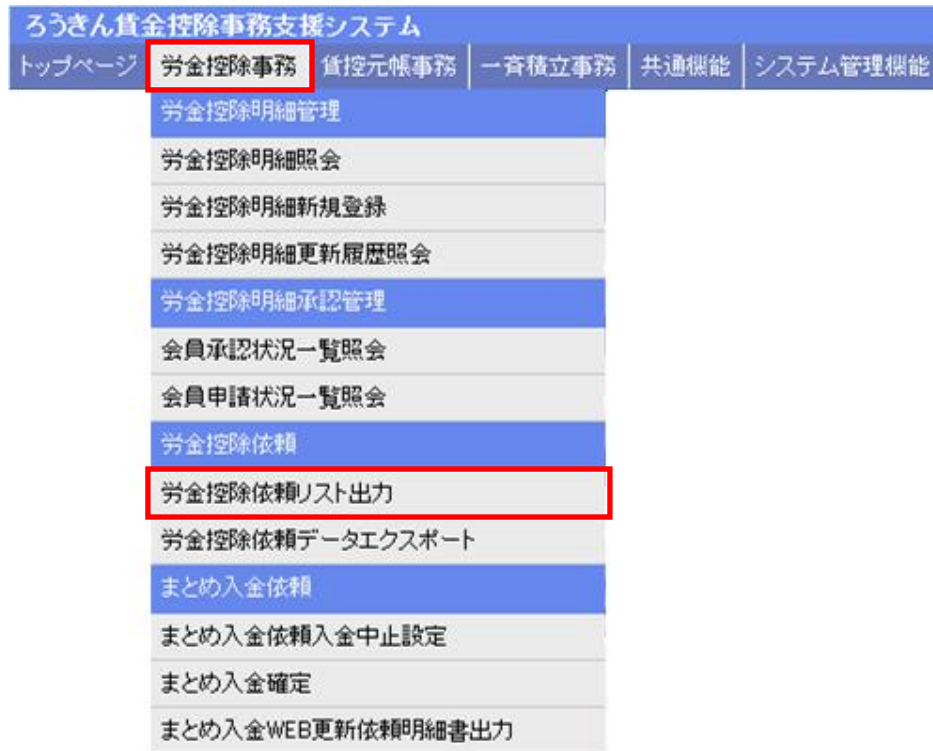 ろうきん賃金控除事務支援システム
トップページ 労金控除事務 賃控元帳事務 一斉積立事務 共通機能 システム管理機能
労金控除明細管理
労金控除明細照会
労金控除明細新規登録
労金控除明細更新履歴照会
労金控除明細承認管理
会員承認状況一覧照会
会員申請状況一覧照会
労金控除依頼
労金控除依頼リスト出力
労金控除依頼データエクスポート
まとめ入金依頼
まとめ入金依頼入金中止設定
まとめ入金確定
まとめ入金WEB更新依頼明細書出力